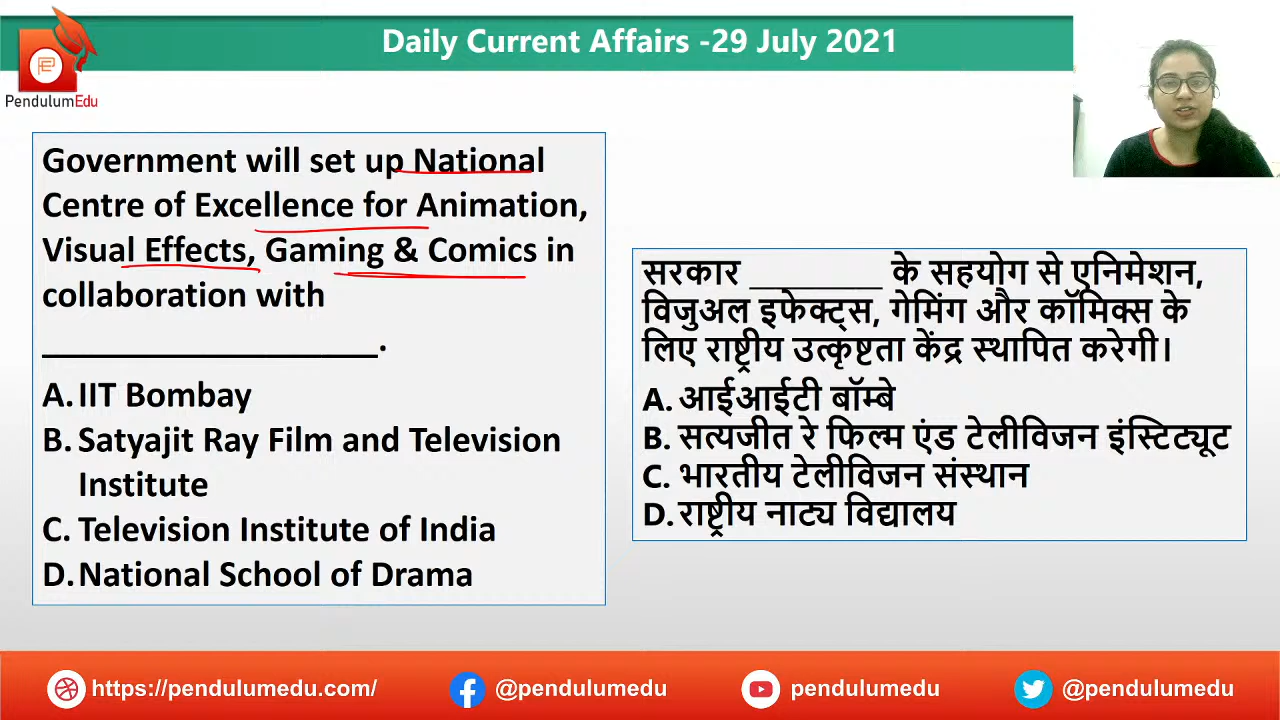 Daily Current Affairs -29 July 2021
PendulumEdu
Government will set up National
Centre of Excellence for Animation,
Visual Effects, Gaming & Comics in
collaboration with
__________________.
A. IIT Bombay
B. Satyajit Ray Film and Television
Institute
C. Television Institute of India
D. National School of Drama
सरकार ________ के सहयोग से एनिमेशन,
विजुअल इफेक्ट्स, गेमिंग और कॉमिक्स के
लिए राष्ट्रीय उत्कृष्टता केंद्र स्थापित करेगी।
A. आईआईटी बॉम्बे
B. सत्यजीत रे फिल्म एंड टेलीविजन इंस्टिट्यूट
C. भारतीय टेलीविजन संस्थान
D. राष्ट्रीय नाट्य विद्यालय
https://pendulumedu.com/
@pendulumedu
pendulumedu
@pendulumedu